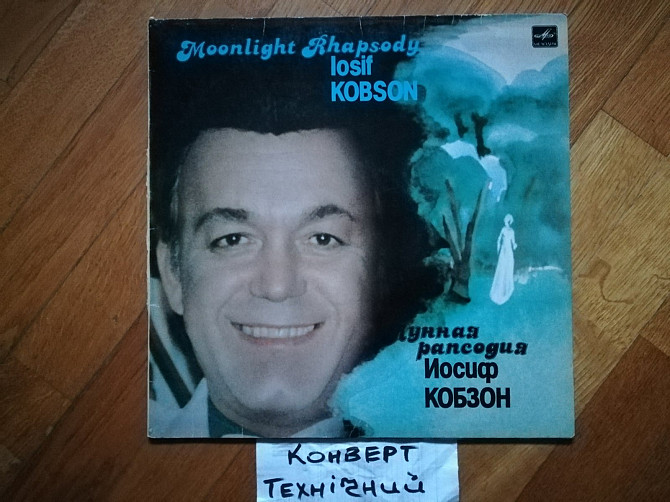 Moonlight Rhapsody
Iosif
KOBSON
Лунная
рапсодия
Иосиф
КОБЗОН
КОНВЕРТ
ТЕХНІЧНИЙ